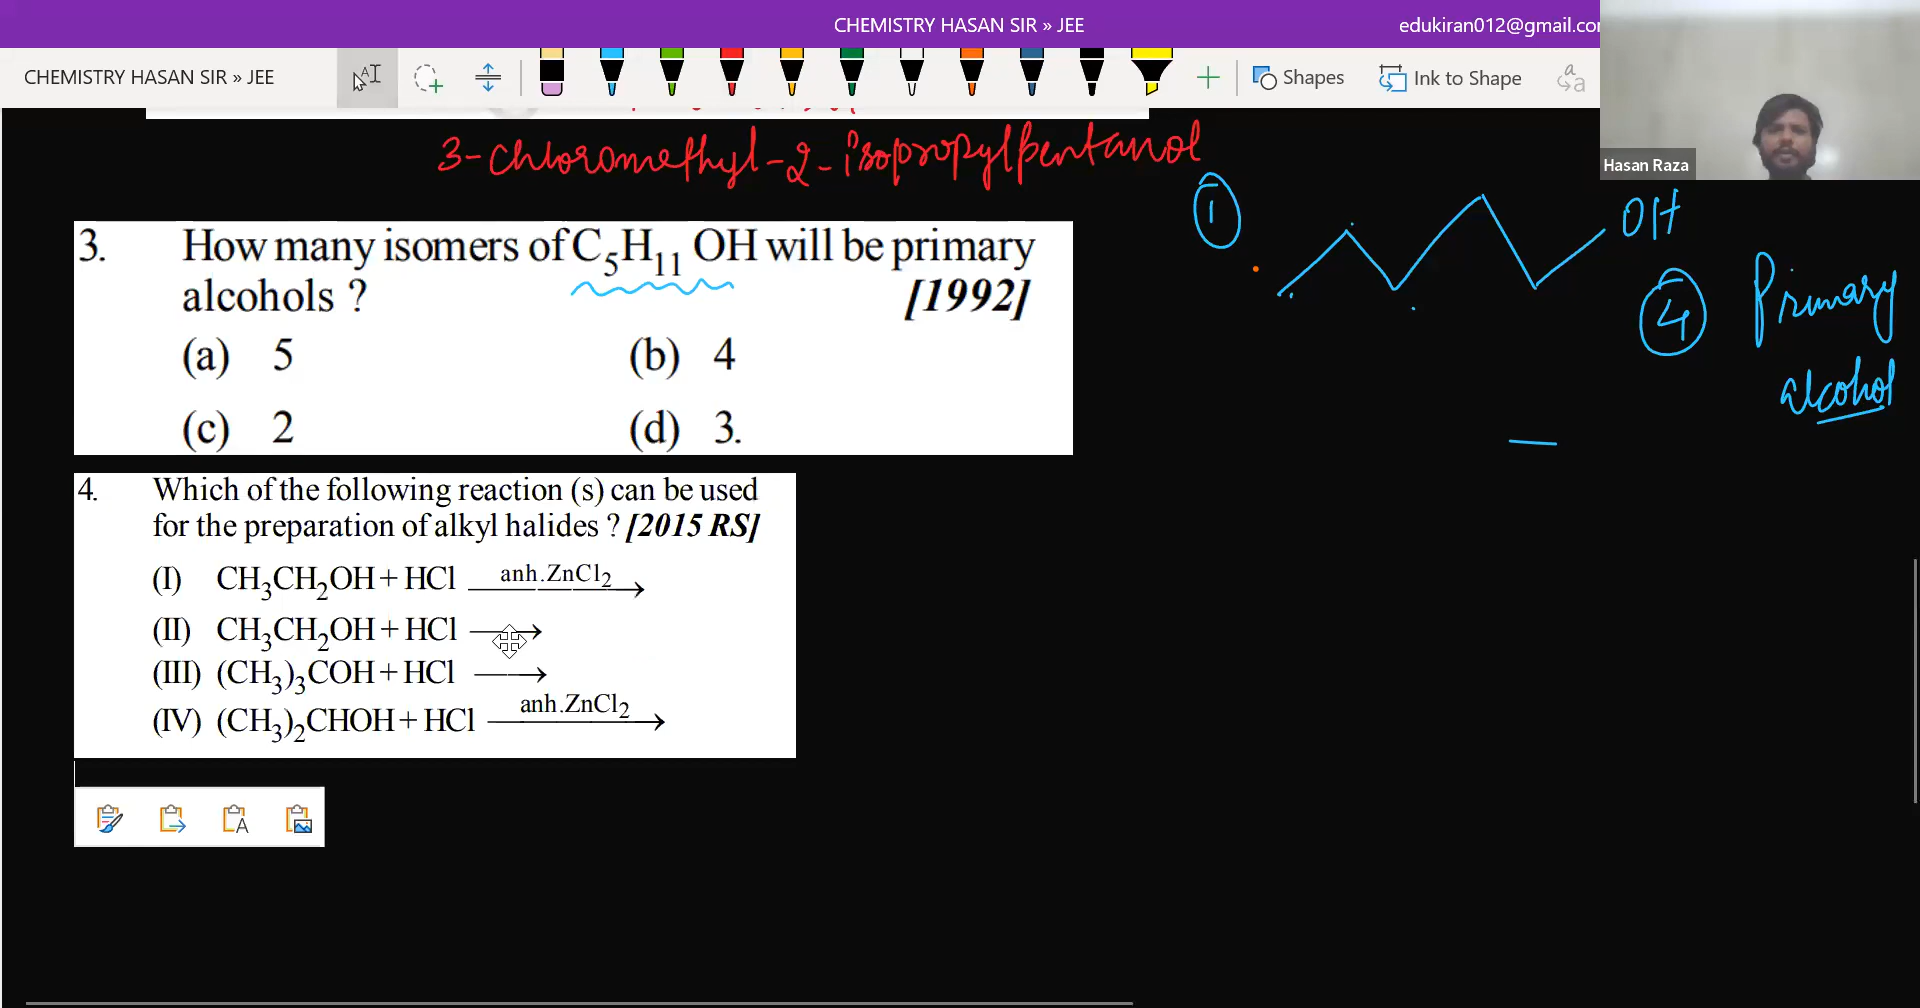 CHEMISTRY HASAN SIR » JEE
edukiran012@gmail.co
CHEMISTRY HASAN SIR » JEE
Shapes
Ink to Shape
Hasan Raza
3-chloromethyl-2-isopropylpentanol
3. How many isomers of C₅H₁₁ OH will be primary
alcohols ? [1992]
(a) 5 (b) 4
(c) 2 (d) 3.
① OH
④ Primary
alcohol
4. Which of the following reaction (s) can be used
for the preparation of alkyl halides ? [2015 RS]
(I) CH₃CH₂OH + HCl anh.ZnCl₂ ⟶
(II) CH₃CH₂OH + HCl ⟶
(III) (CH₃)₃COH + HCl ⟶
(IV) (CH₃)₂CHOH + HCl anh.ZnCl₂ ⟶